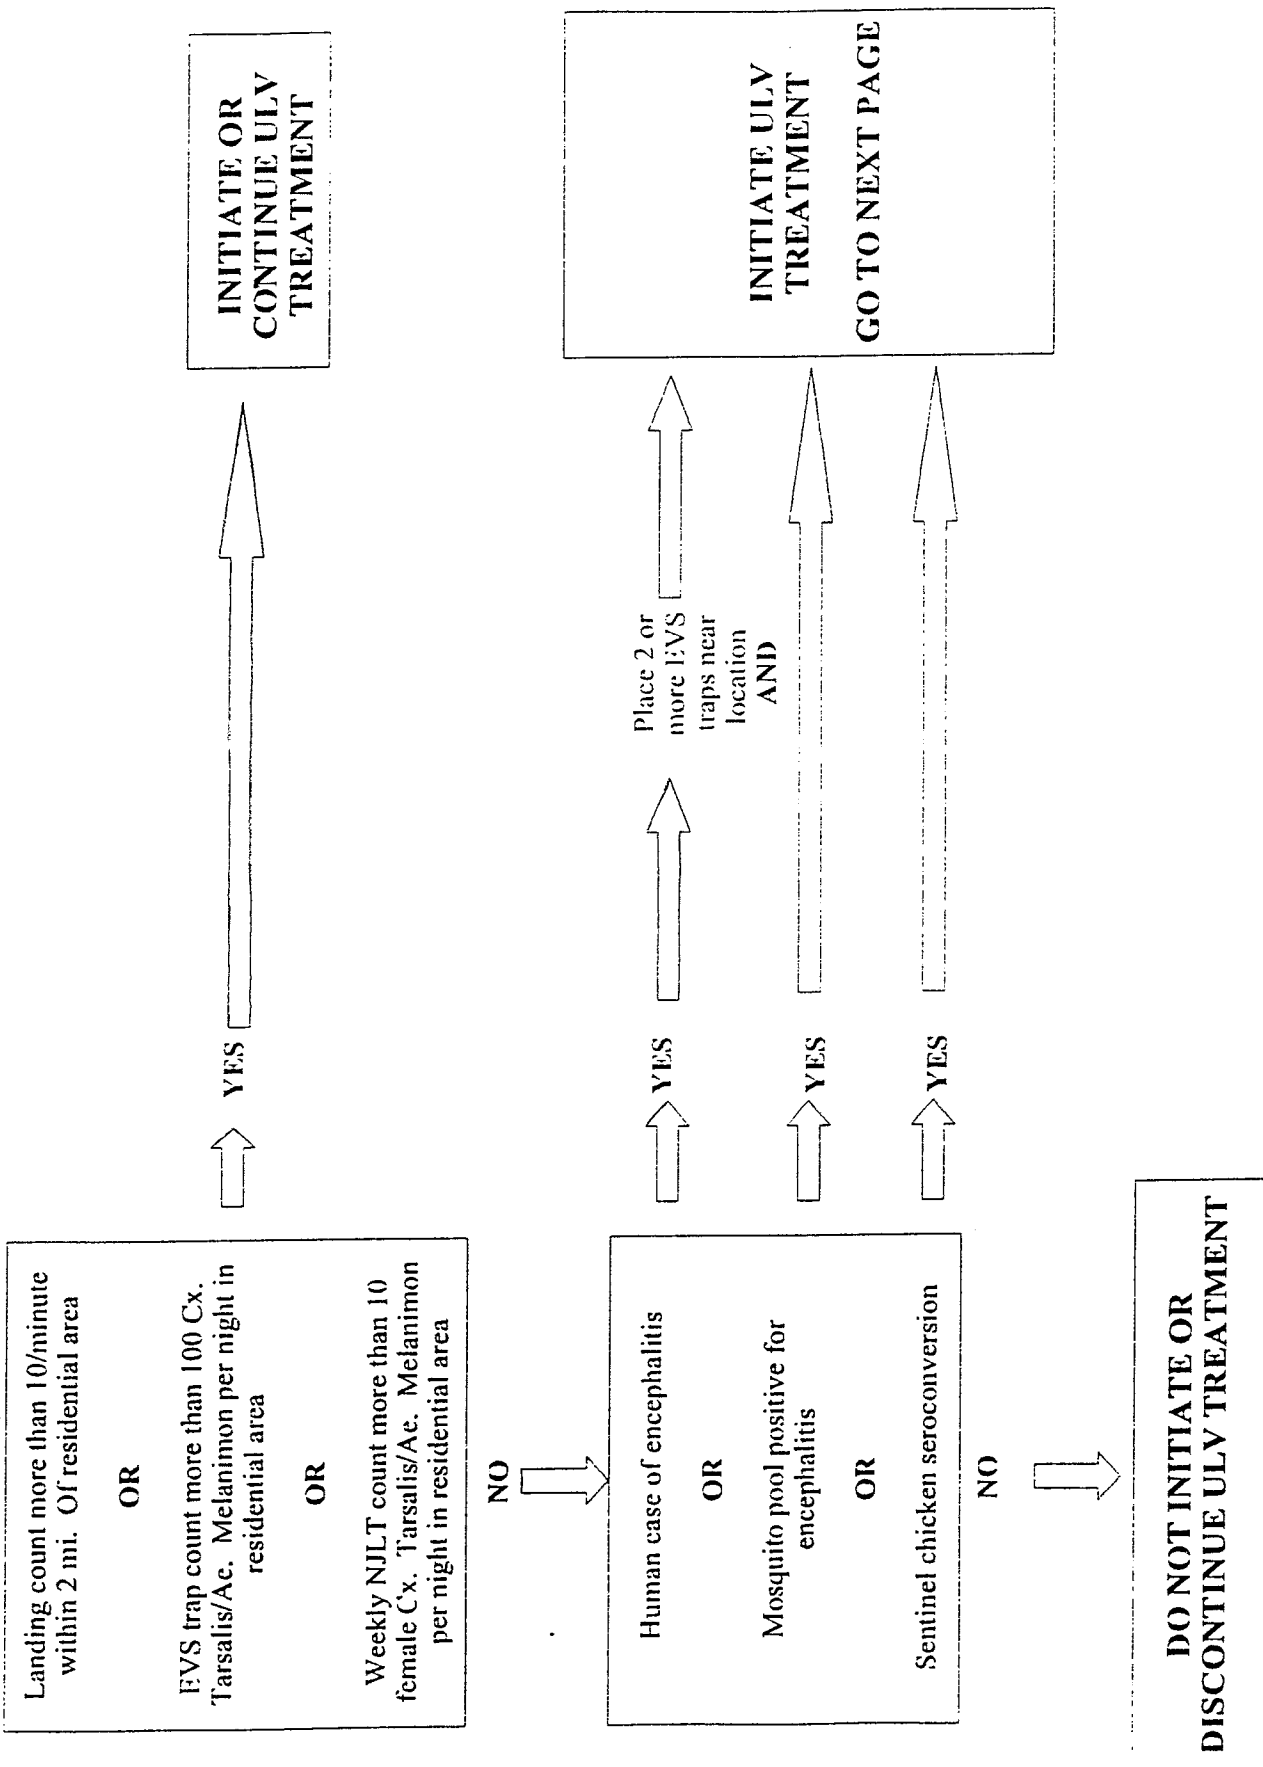 Landing count more than 10/minute
within 2 mi. Of residential area
OR
EVS trap count more than 100 Cx.
Tarsalis/Ae. Melanimon per night in
residential area
OR
Weekly NJLT count more than 10
female Cx. Tarsalis/Ae. Melanimon
per night in residential area
YES
INITIATE OR
CONTINUE ULV
TREATMENT
NO
Human case of encephalitis
OR
Mosquito pool positive for
encephalitis
OR
Sentinel chicken seroconversion
YES
Place 2 or
more EVS
traps near
location
AND
YES
YES
INITIATE ULV
TREATMENT
GO TO NEXT PAGE
NO
DO NOT INITIATE OR
DISCONTINUE ULV TREATMENT